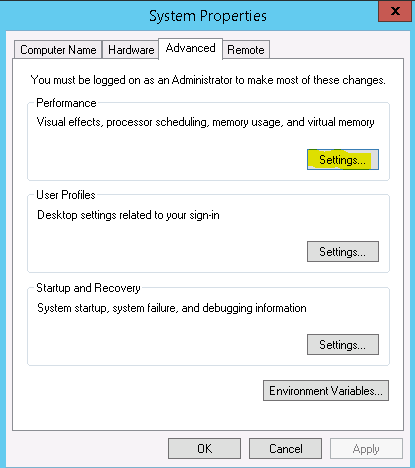 System Properties
x
Computer Name Hardware Advanced Remote
You must be logged on as an Administrator to make most of these changes.
Performance
Visual effects, processor scheduling, memory usage, and virtual memory
Settings...
User Profiles
Desktop settings related to your sign-in
Settings...
Startup and Recovery
System startup, system failure, and debugging information
Settings...
Environment Variables...
OK Cancel Apply